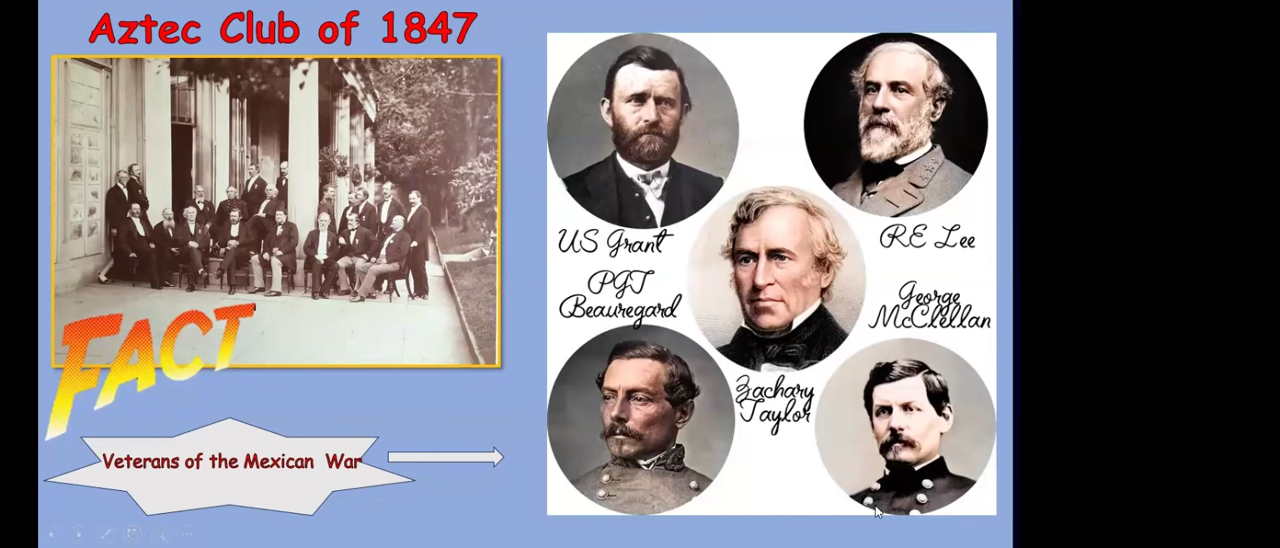 Aztec Club of 1847
FACT
Veterans of the Mexican War
US Grant
RE Lee
PGT
Beauregard
George
McClellan
Zachary
Taylor